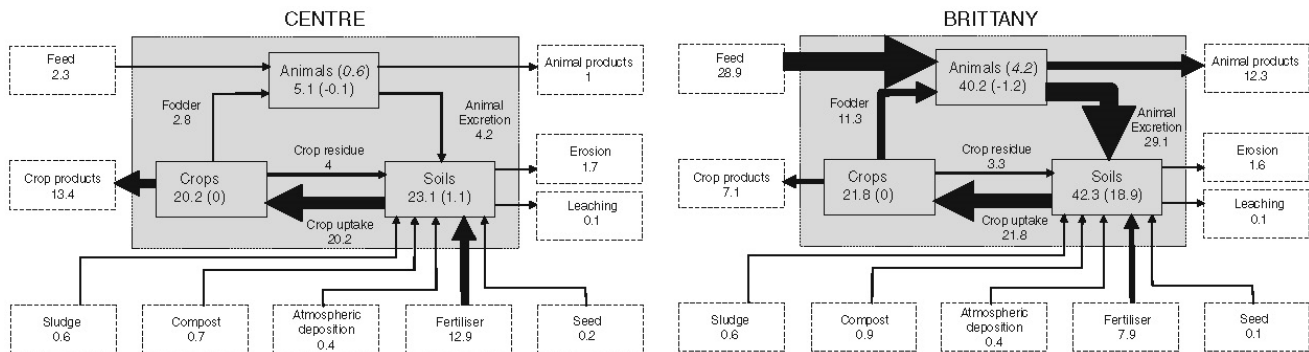 CENTRE
Feed
2.3
Animals (0.6)
5.1 (-0.1)
Animal products
1
Fodder
2.8
Animal
Excretion
4.2
Crop products
13.4
Crops
20.2 (0)
Crop residue
4
Soils
23.1 (1.1)
Crop uptake
20.2
Erosion
1.7
Leaching
0.1
Sludge
0.6
Compost
0.7
Atmospheric
deposition
0.4
Fertiliser
12.9
Seed
0.2
BRITTANY
Feed
28.9
Animals (4.2)
40.2 (-1.2)
Animal products
12.3
Fodder
11.3
Animal
Excretion
29.1
Crop products
7.1
Crops
21.8 (0)
Crop residue
3.3
Soils
42.3 (18.9)
Crop uptake
21.8
Erosion
1.6
Leaching
0.1
Sludge
0.6
Compost
0.9
Atmospheric
deposition
0.4
Fertiliser
7.9
Seed
0.1